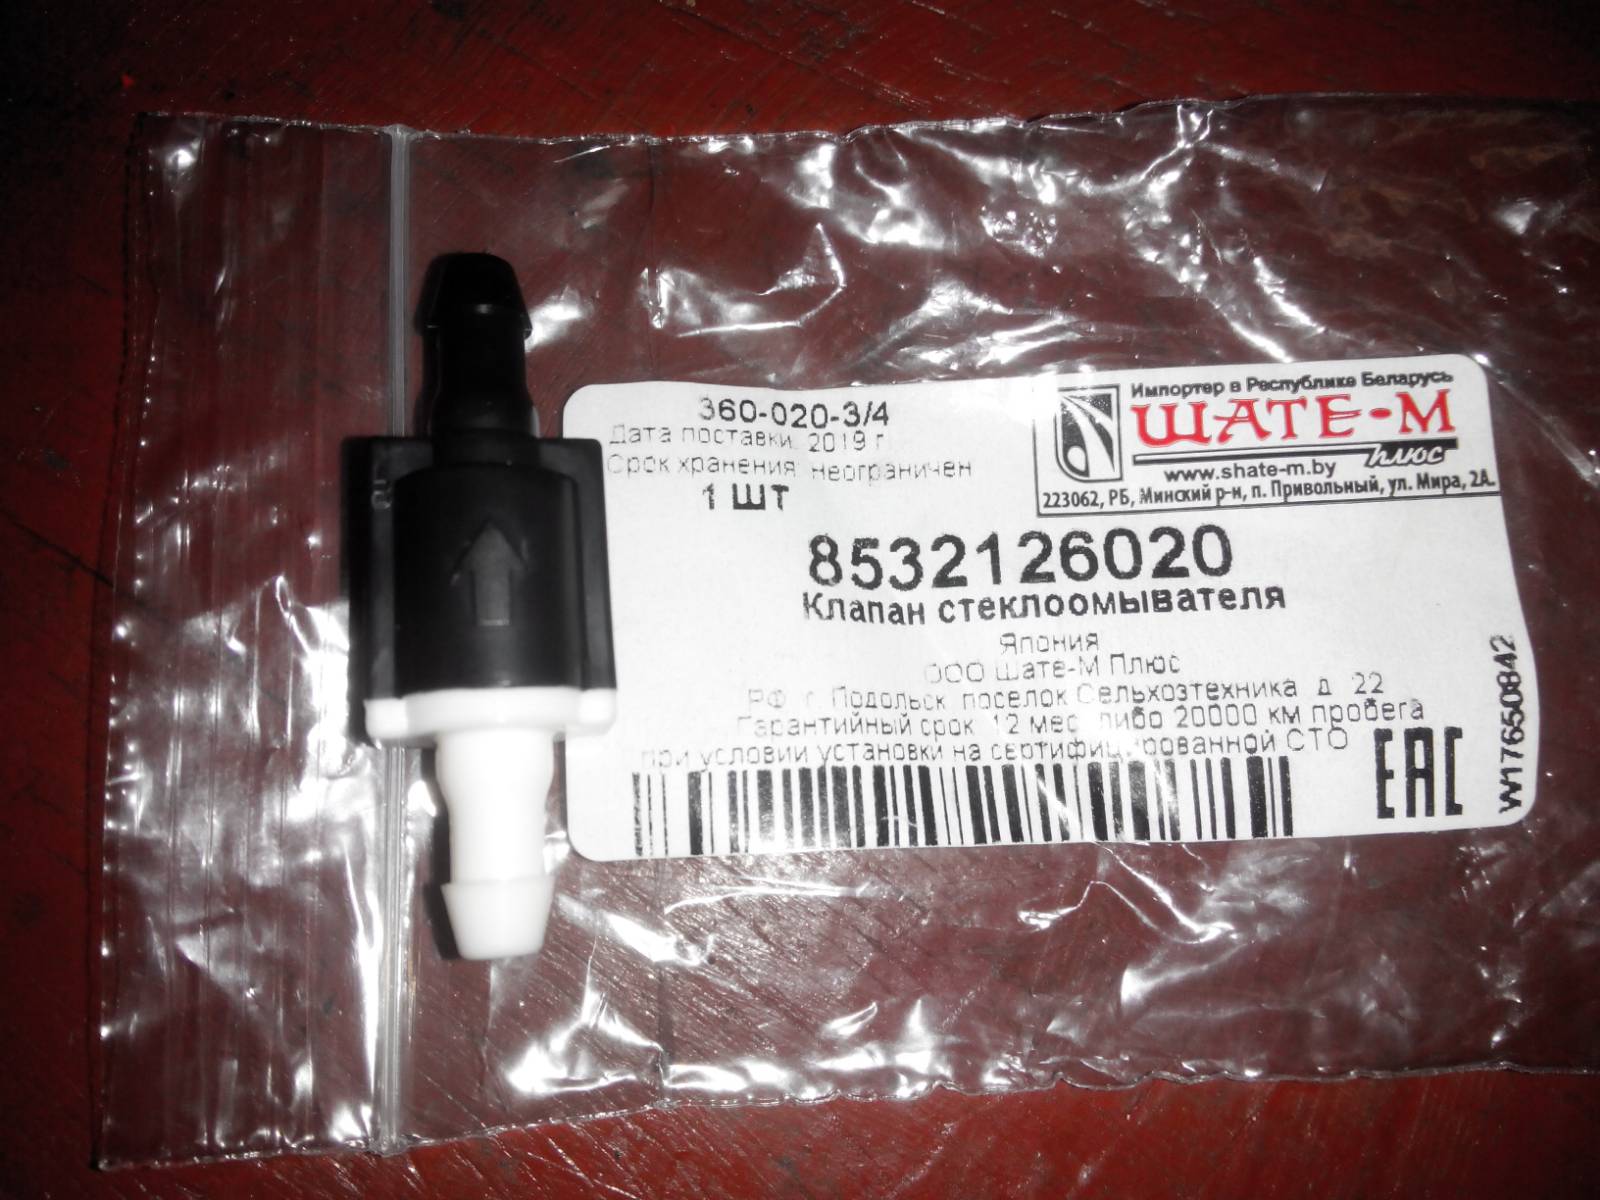 360-020-3/4
Дата поставки: 2019 г.
Срок хранения: неограничен
1 ШТ
Импортер в Республике Беларусь
ШАТЕ-М
плюс
www.shate-m.by
223062, РБ, Минский р-н, п. Привольный, ул. Мира, 2А.
8532126020
Клапан стеклоомывателя
Япония
ООО Шате-М Плюс
РФ, г. Подольск, поселок Сельхозтехника, д. 22
Гарантийный срок: 12 мес. либо 20000 км пробега
при условии установки на сертифицированной СТО
EAC
W17650842